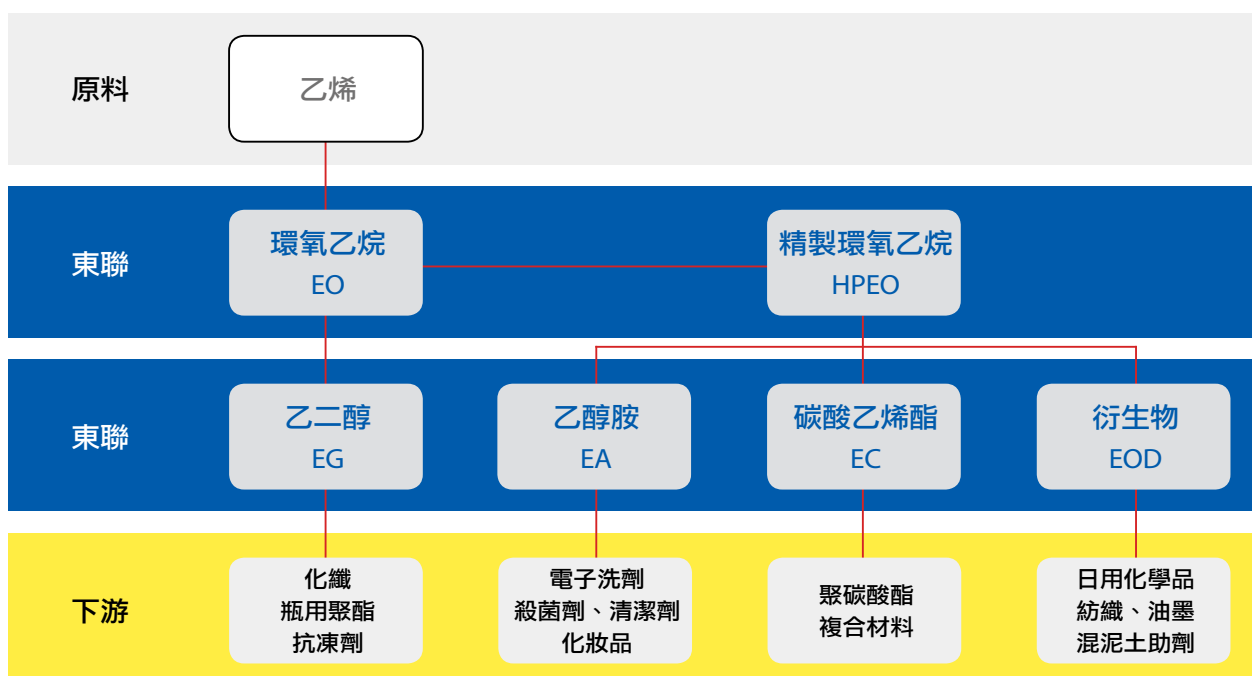 原料
乙烯
東聯
環氧乙烷
EO
精製環氧乙烷
HPEO
東聯
乙二醇
EG
乙醇胺
EA
碳酸乙烯酯
EC
衍生物
EOD
下游
化纖
瓶用聚酯
抗凍劑
電子洗劑
殺菌劑、清潔劑
化妝品
聚碳酸酯
複合材料
日用化學品
紡織、油墨
混泥土助劑